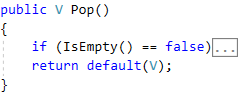 public V Pop()
{
    if (IsEmpty() == false)...
    return default(V);
}